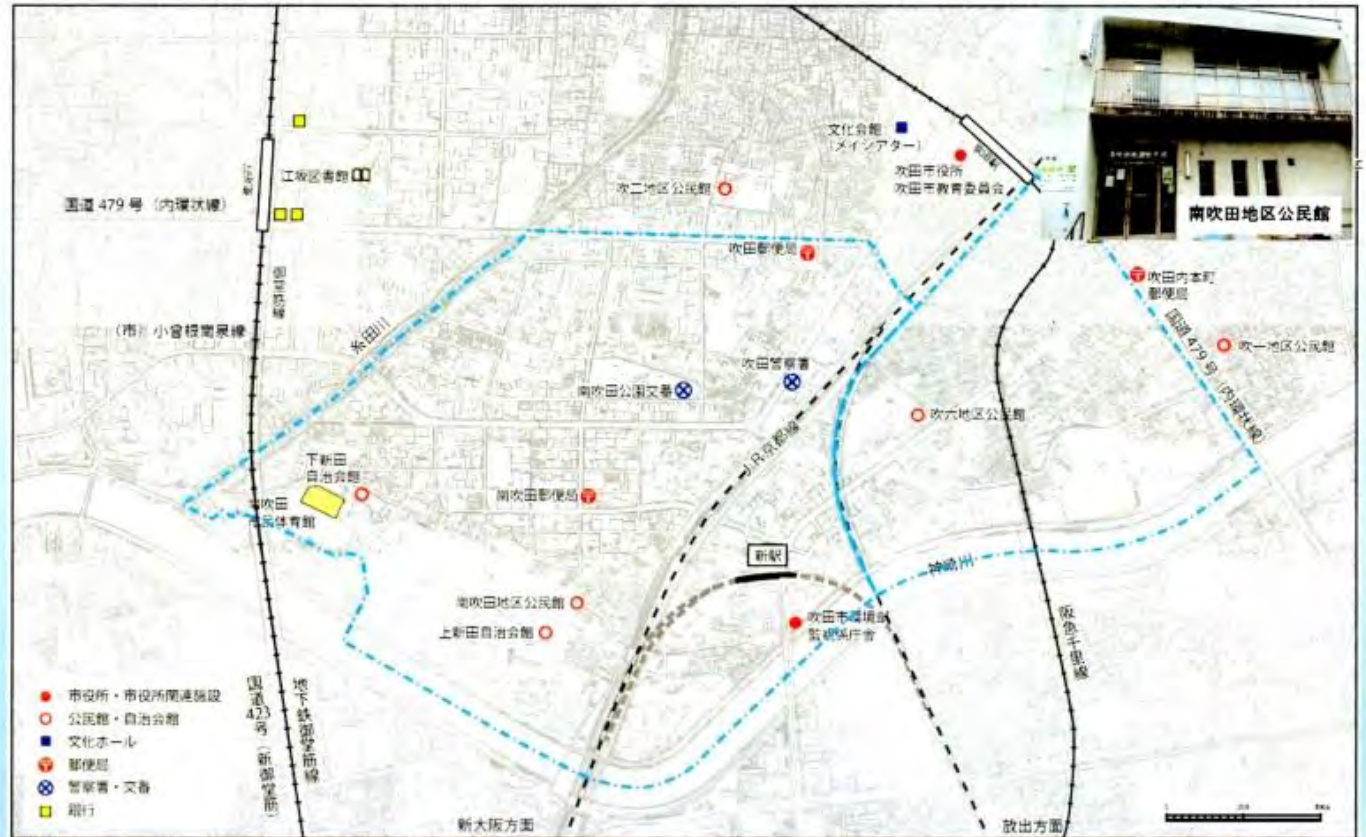 文化会館
(メイシアター)
吹田市役所
吹田市教育委員会
南吹田地区公民館
江坂図書館
国道 479 号 (内環状線)
吹二地区公民館
吹田郵便局
吹田内本町
郵便局
国道 479 号 (内環状線)
吹一地区公民館
(市) 小曽根南泉線
糸田川
南吹田公園交番
吹田警察署
吹六地区公民館
J.R.京都線
下新田
自治会館
市民体育館
南吹田郵便局
新駅
神崎川
南吹田地区公民館
上新田自治会館
吹田市環境部
阪急千里線
市役所・市役所関連施設
公民館・自治会館
文化ホール
郵便局
警察署・交番
銀行
国道423号 (新御堂筋)
地下鉄御堂筋線
新大阪方面
放出方面